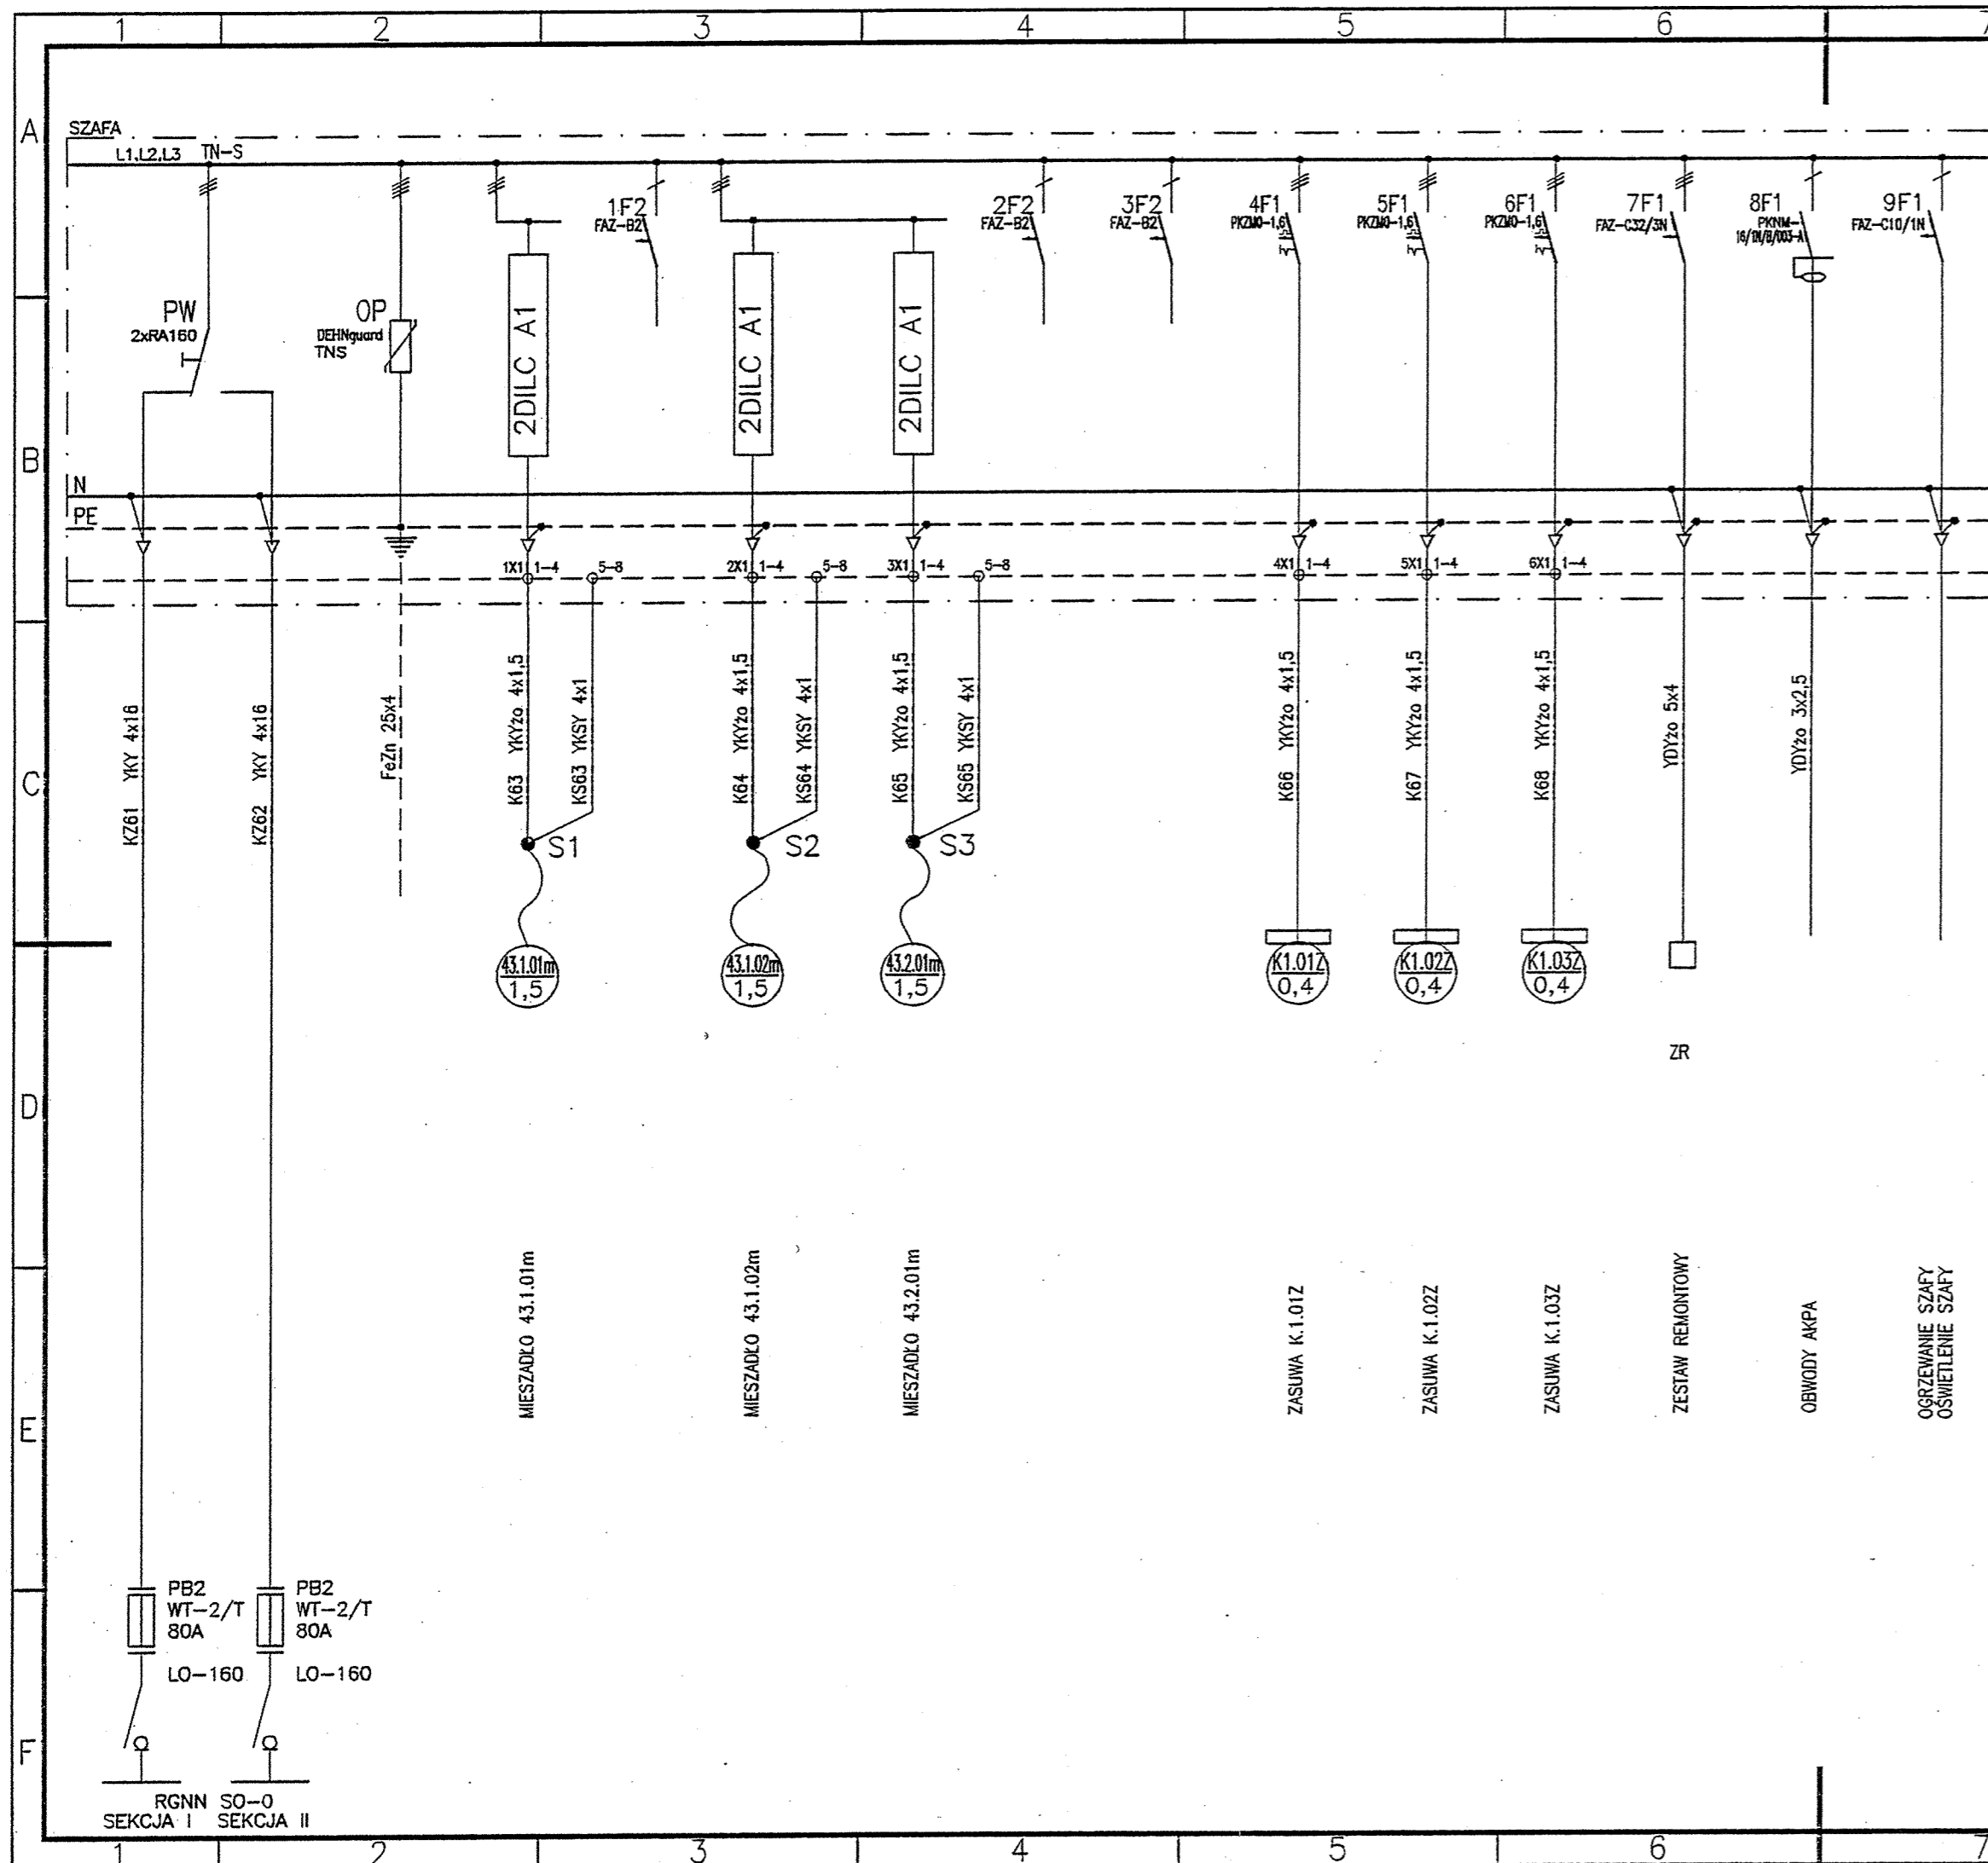 1 2 3 4 5 6 7
A
SZAFA
L1,L2,L3 TN-S
1F2
FAZ-B2
2F2
FAZ-B2
3F2
FAZ-B2
4F1
PKZM0-1,6
5F1
PKZM0-1,6
6F1
PKZM0-1,6
7F1
FAZ-C32/3N
8F1
PKNM-
16/1N/B/003-A
9F1
FAZ-C10/1N
PW
2xRA160
OP
DEHNguard
TNS
2DILC A1
2DILC A1
2DILC A1
B
N
PE
1X1 1-4 5-8
2X1 1-4 5-8
3X1 1-4 5-8
4X1 1-4
5X1 1-4
6X1 1-4
C
KZ61 YKY 4x16
KZ62 YKY 4x16
FeZn 25x4
K63 YKYżo 4x1,5
KS63 YKSY 4x1
K64 YKYżo 4x1,5
KS64 YKSY 4x1
K65 YKYżo 4x1,5
KS65 YKSY 4x1
K66 YKYżo 4x1,5
K67 YKYżo 4x1,5
K68 YKYżo 4x1,5
YDYżo 5x4
YDYżo 3x2,5
S1
S2
S3
43.1.01m
1,5
43.1.02m
1,5
43.2.01m
1,5
K1.01Z
0,4
K1.02Z
0,4
K1.03Z
0,4
ZR
D
MIESZADŁO 43.1.01m
MIESZADŁO 43.1.02m
MIESZADŁO 43.2.01m
ZASUWA K.1.01Z
ZASUWA K.1.02Z
ZASUWA K.1.03Z
ZESTAW REMONTOWY
OBWODY AKPA
OGRZEWANIE SZAFY
OŚWIETLENIE SZAFY
E
PB2
WT-2/T
80A
LO-160
PB2
WT-2/T
80A
LO-160
F
RGNN SO-0
SEKCJA I SEKCJA II
1 2 3 4 5 6 7